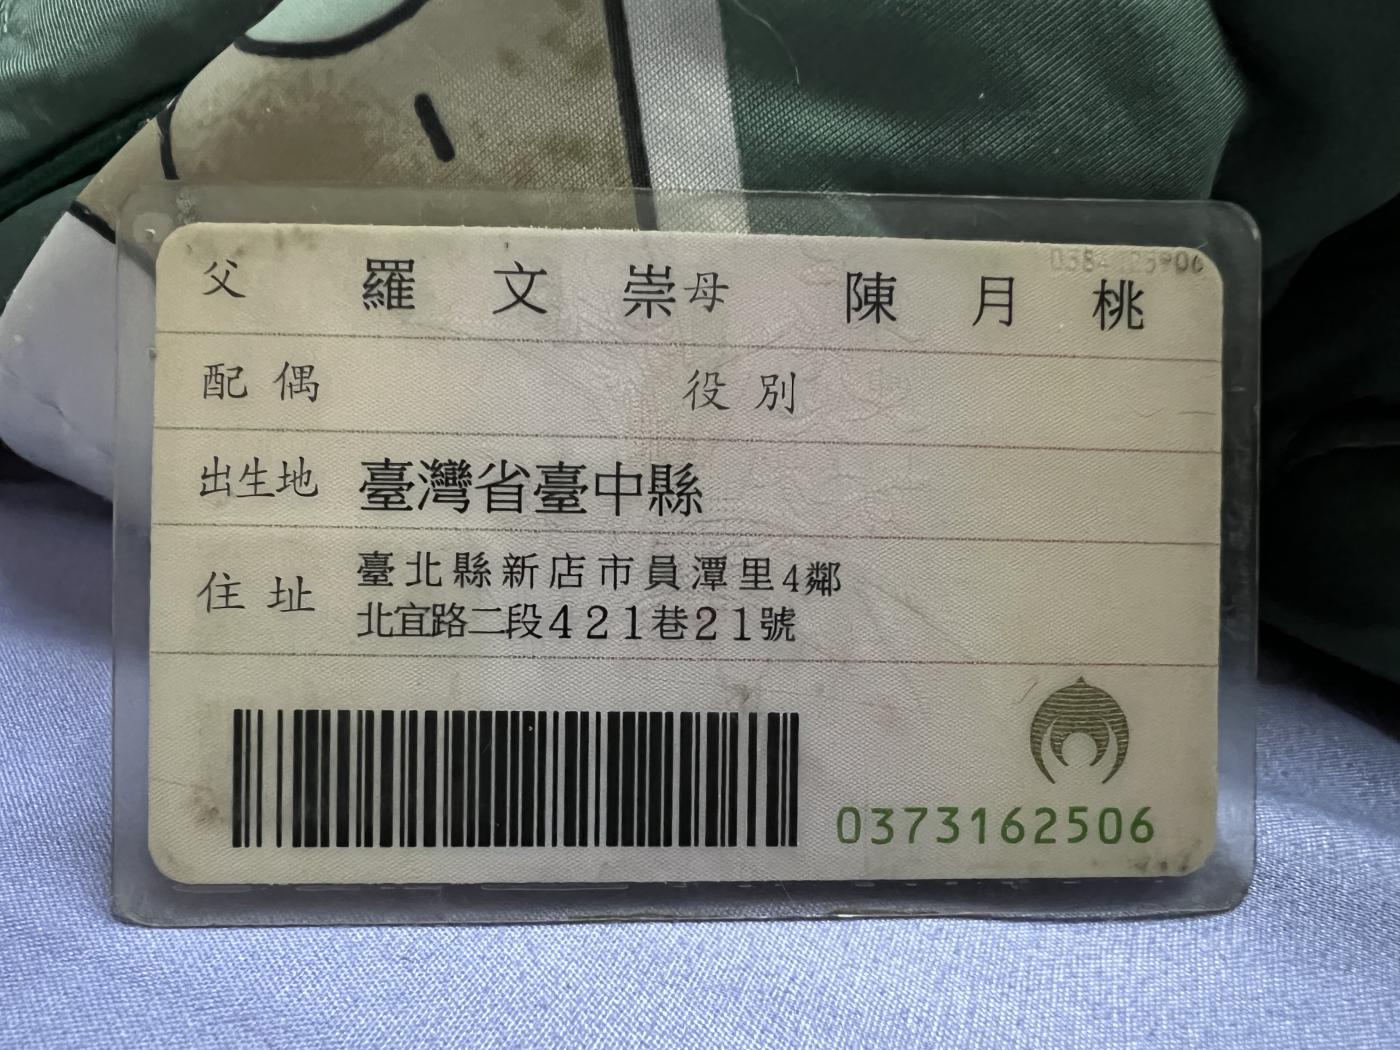 父 羅文崇 母 陳月桃
配偶 役別
出生地 臺灣省臺中縣
住址 臺北縣新店市員潭里4鄰
北宜路二段421巷21號
0373162506